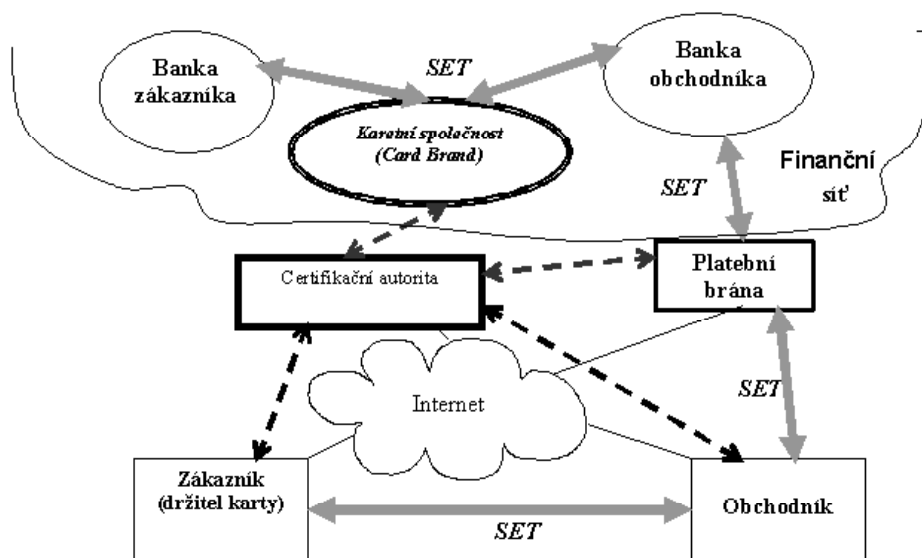 Banka
zákazníka
SET
Banka
obchodníka
Karetní společnost
(Card Brand)
Finanční
síť
SET
Certifikační autorita
Platební
brána
Internet
SET
Zákazník
(držitel karty)
SET
Obchodník